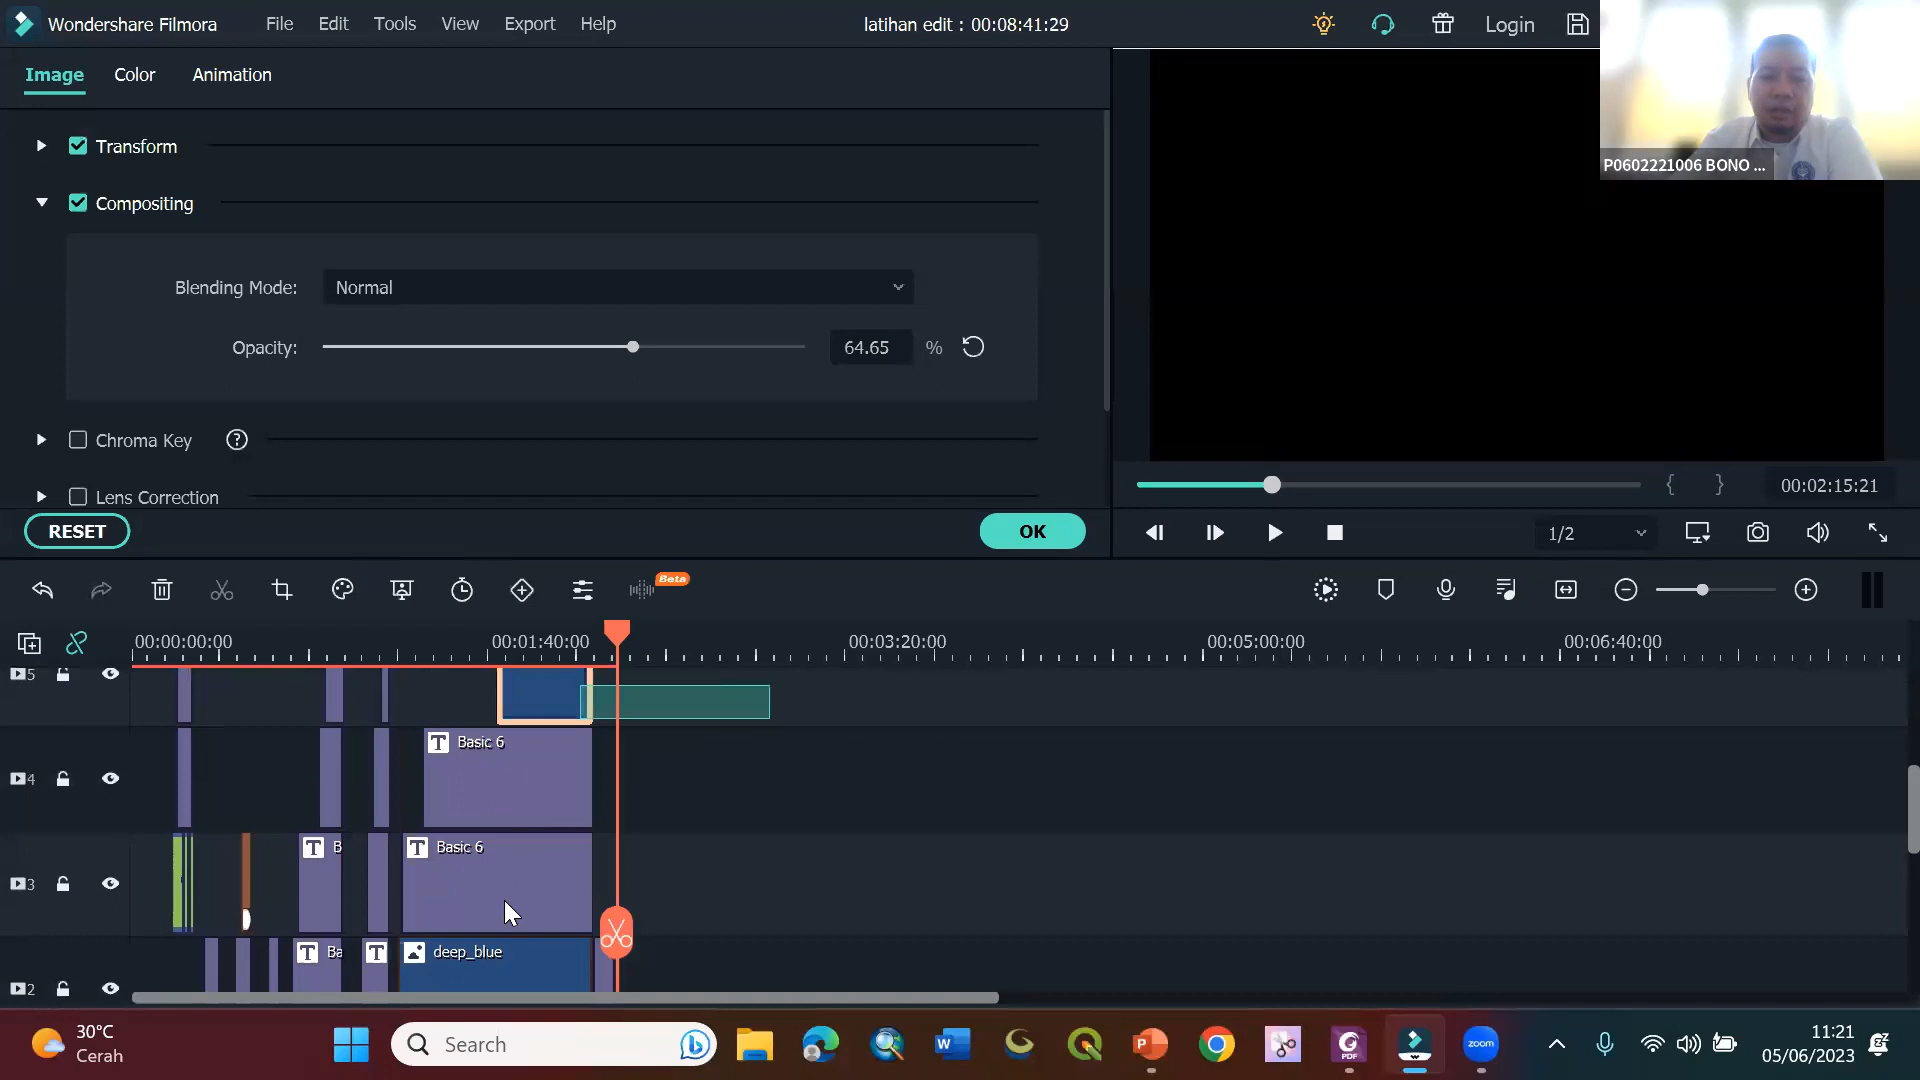 Wondershare Filmora
File
Edit
Tools
View
Export
Help
latihan edit : 00:08:41:29
Login
P0602221006 BONO ...
Image
Color
Animation
Transform
Compositing
Blending Mode:
Normal
Opacity:
64.65
%
Chroma Key
Lens Correction
RESET
OK
{ }
00:02:15:21
1/2
Beta
00:00:00:00
00:01:40:00
00:03:20:00
00:05:00:00
00:06:40:00
5
4
T Basic 6
3
T B
T Basic 6
2
T Ba
T
deep_blue
30°C
Cerah
Search
W
P
PDF
zoom
11:21
05/06/2023